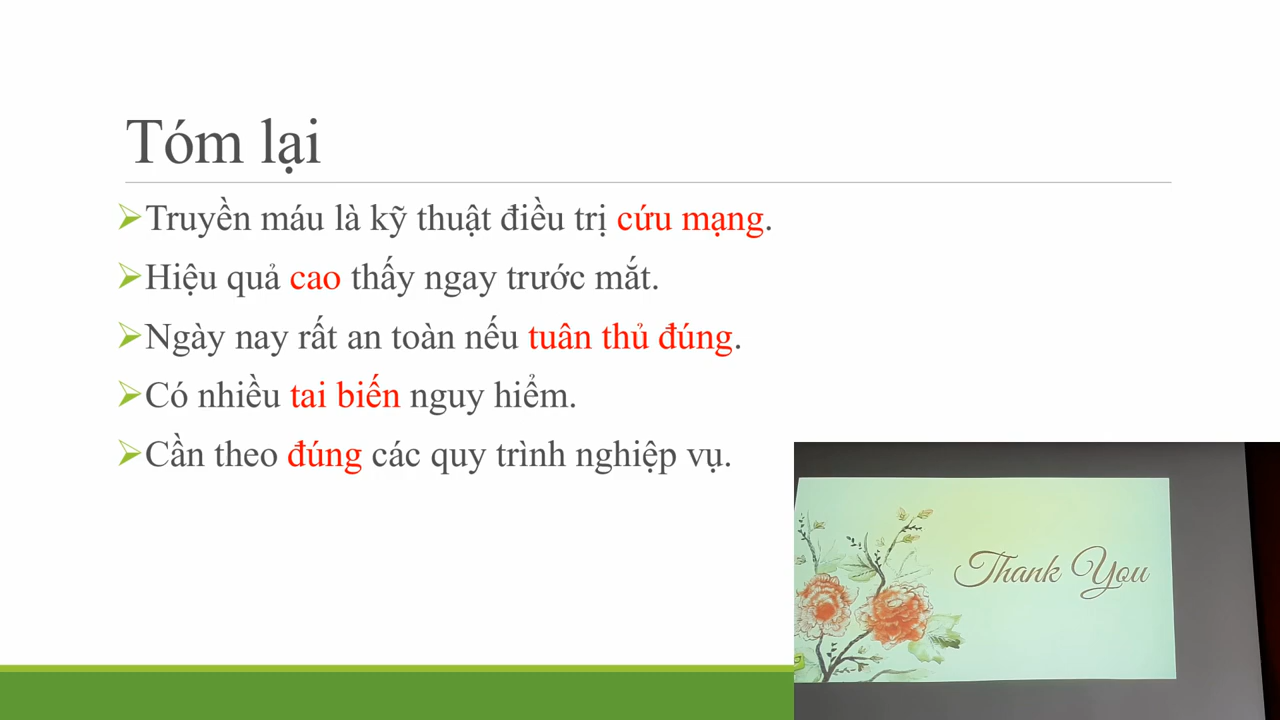 Tóm lại
Truyền máu là kỹ thuật điều trị cứu mạng.
Hiệu quả cao thấy ngay trước mắt.
Ngày nay rất an toàn nếu tuân thủ đúng.
Có nhiều tai biến nguy hiểm.
Cần theo đúng các quy trình nghiệp vụ.
Thank You